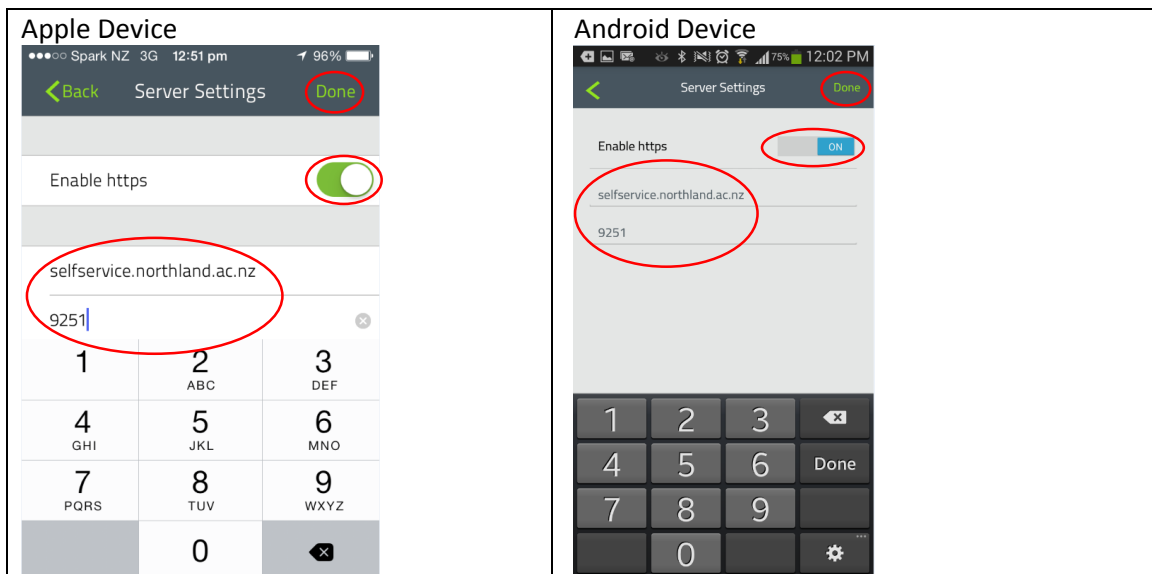 Apple Device
Spark NZ 3G 12:51 pm 96%
Back Server Settings Done
Enable https
selfservice.northland.ac.nz
9251
1 2 3
ABC DEF
4 5 6
GHI JKL MNO
7 8 9
PQRS TUV WXYZ
0
Android Device
75% 12:02 PM
Server Settings Done
Enable https ON
selfservice.northland.ac.nz
9251
1 2 3
4 5 6 Done
7 8 9
0